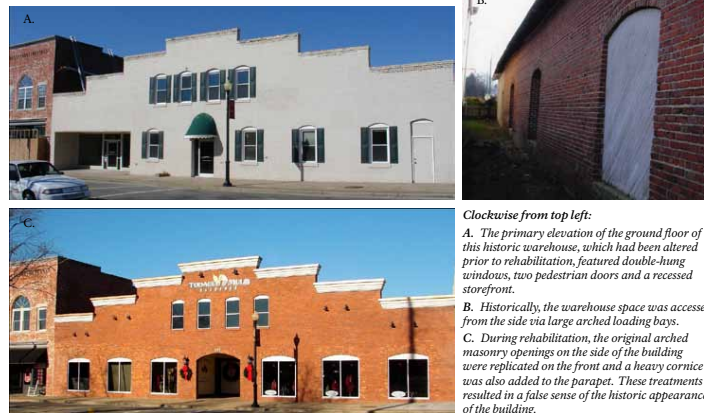 A.
B.
C.
Clockwise from top left:
A. The primary elevation of the ground floor of
this historic warehouse, which had been altered
prior to rehabilitation, featured double-hung
windows, two pedestrian doors and a recessed
storefront.
B. Historically, the warehouse space was accesse
from the side via large arched loading bays.
C. During rehabilitation, the original arched
masonry openings on the side of the building
were replicated on the front and a heavy cornice
was also added to the parapet. These treatments
resulted in a false sense of the historic appearanc
of the building.